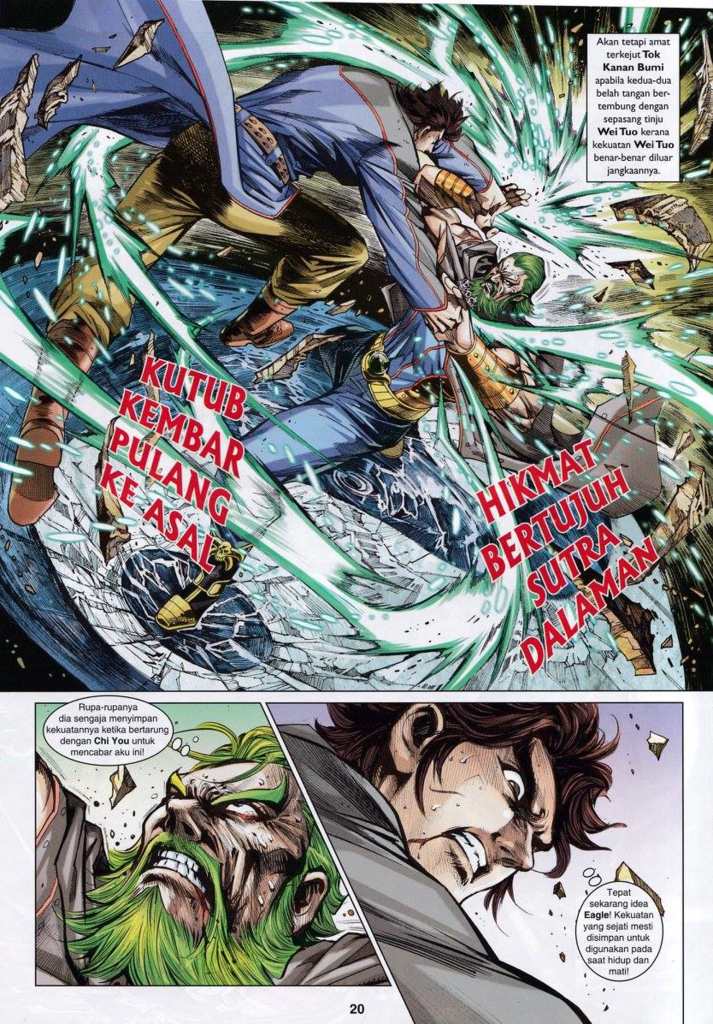 Akan tetapi amat
terkejut Tok
Kanan Bumi
apabila kedua-dua
belah tangan ber-
tembung dengan
sepasang tinju
Wei Tuo kerana
kekuatan Wei Tuo
benar-benar diluar
jangkaannya.
KUTUB
KEMBAR
PULANG
KE ASAL
HIKMAT
BERTUJUH
SUTRA
DALAMAN
Rupa-rupanya
dia sengaja menyimpan
kekuatannya ketika bertarung
dengan Chi You untuk
mencabar aku ini!
Tepat
sekarang idea
Eagle! Kekuatan
yang sejati mesti
disimpan untuk
digunakan pada
saat hidup dan
mati!
20